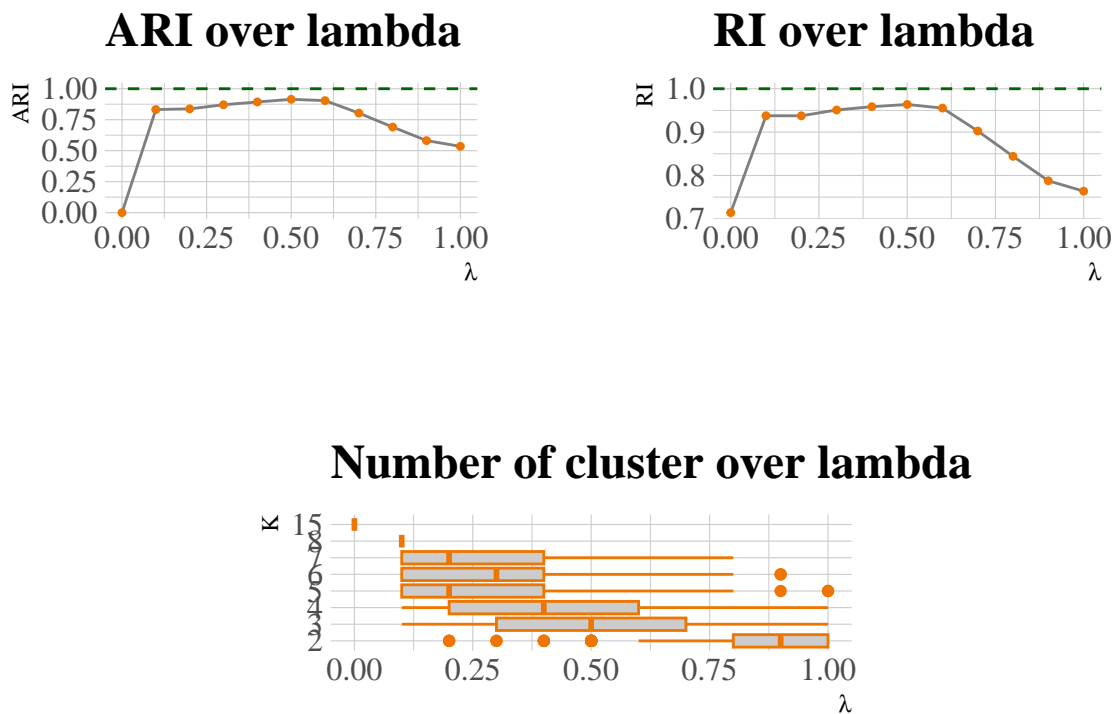 ARI over lambda
ARI
1.00
0.75
0.50
0.25
0.00
0.00 0.25 0.50 0.75 1.00
λ
RI over lambda
RI
1.0
0.9
0.8
0.7
0.00 0.25 0.50 0.75 1.00
λ
Number of cluster over lambda
K
15
8
7
6
5
4
3
2
0.00 0.25 0.50 0.75 1.00
λ